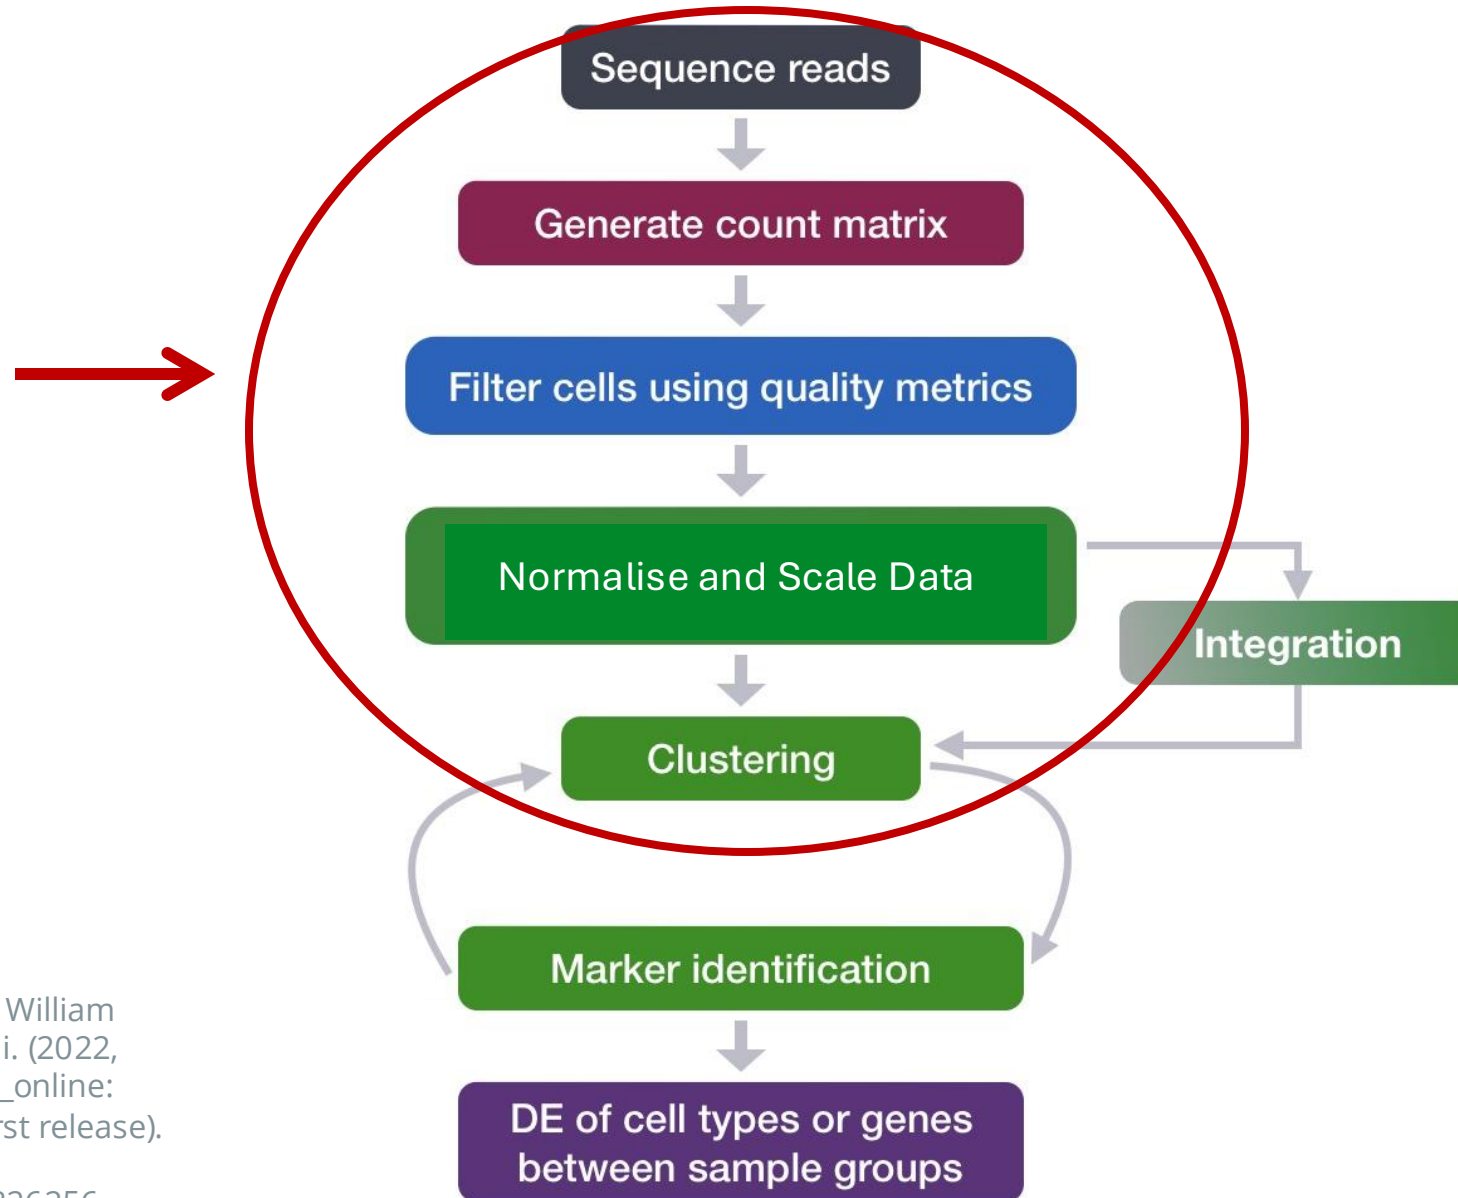 Sequence reads
Generate count matrix
Filter cells using quality metrics
Normalise and Scale Data
Integration
Clustering
Marker identification
DE of cell types or genes
between sample groups
William
i. (2022,
_online:
rst release).